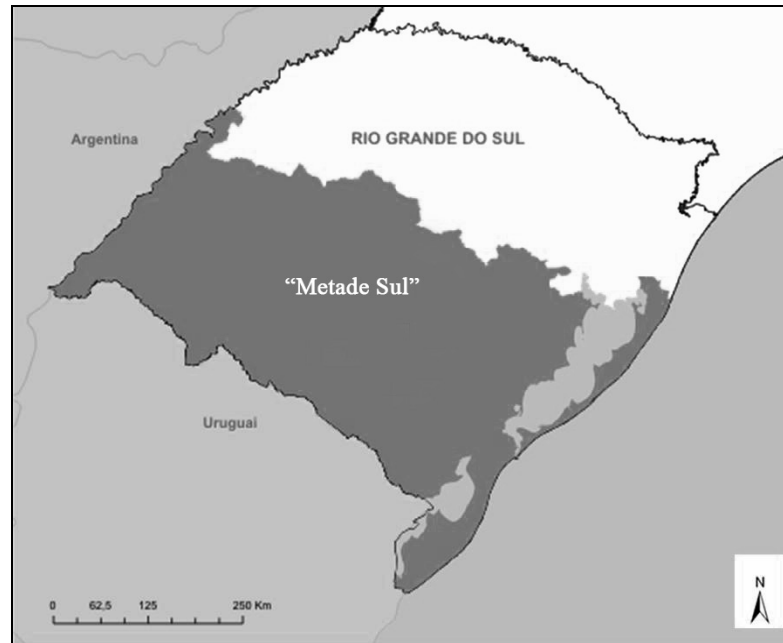 Argentina
RIO GRANDE DO SUL
“Metade Sul”
Uruguai
0 62,5 125 250 Km
N